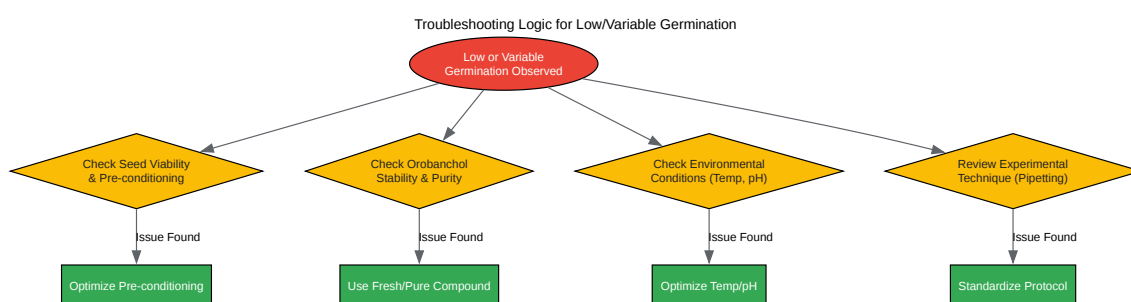 Troubleshooting Logic for Low/Variable Germination
Low or Variable
Germination Observed
Check Seed Viability
& Pre-conditioning
Check Orobanchol
Stability & Purity
Check Environmental
Conditions (Temp, pH)
Review Experimental
Technique (Pipetting)
Issue Found
Issue Found
Issue Found
Issue Found
Optimize Pre-conditioning
Use Fresh/Pure Compound
Optimize Temp/pH
Standardize Protocol